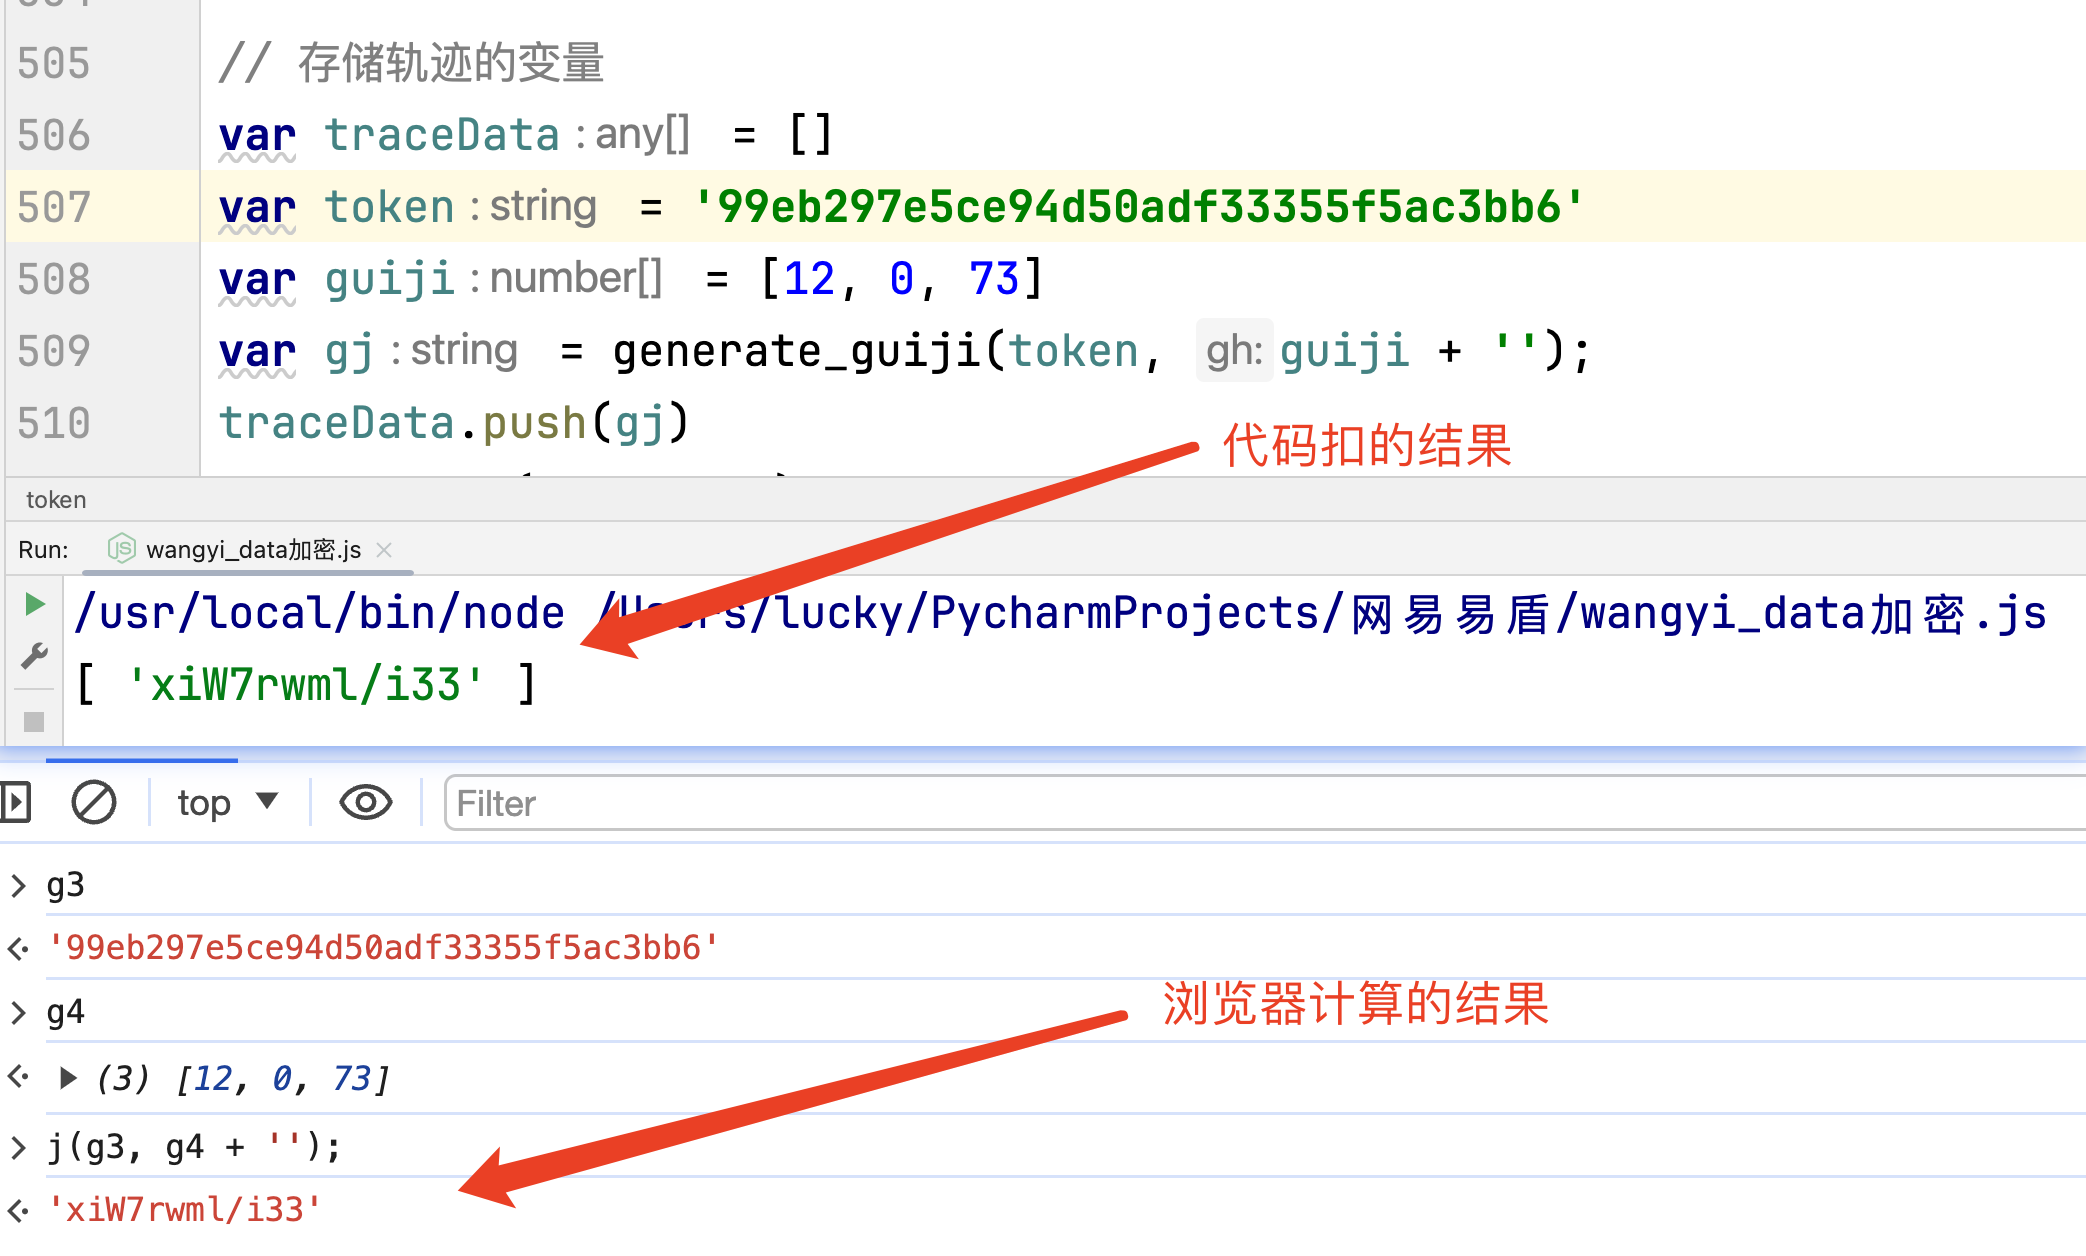 505 // 存储轨迹的变量
506 var traceData : any[] = []
507 var token : string = '99eb297e5ce94d50adf33355f5ac3bb6'
508 var guiji : number[] = [12, 0, 73]
509 var gj : string = generate_guiji(token, gh: guiji + '');
510 traceData.push(gj)
代码扣的结果
token
Run: wangyi_data加密.js
/usr/local/bin/node /Users/lucky/PycharmProjects/网易易盾/wangyi_data加密.js
[ 'xiW7rwml/i33' ]
top Filter
> g3
'99eb297e5ce94d50adf33355f5ac3bb6'
浏览器计算的结果
> g4
(3) [12, 0, 73]
> j(g3, g4 + '');
'xiW7rwml/i33'